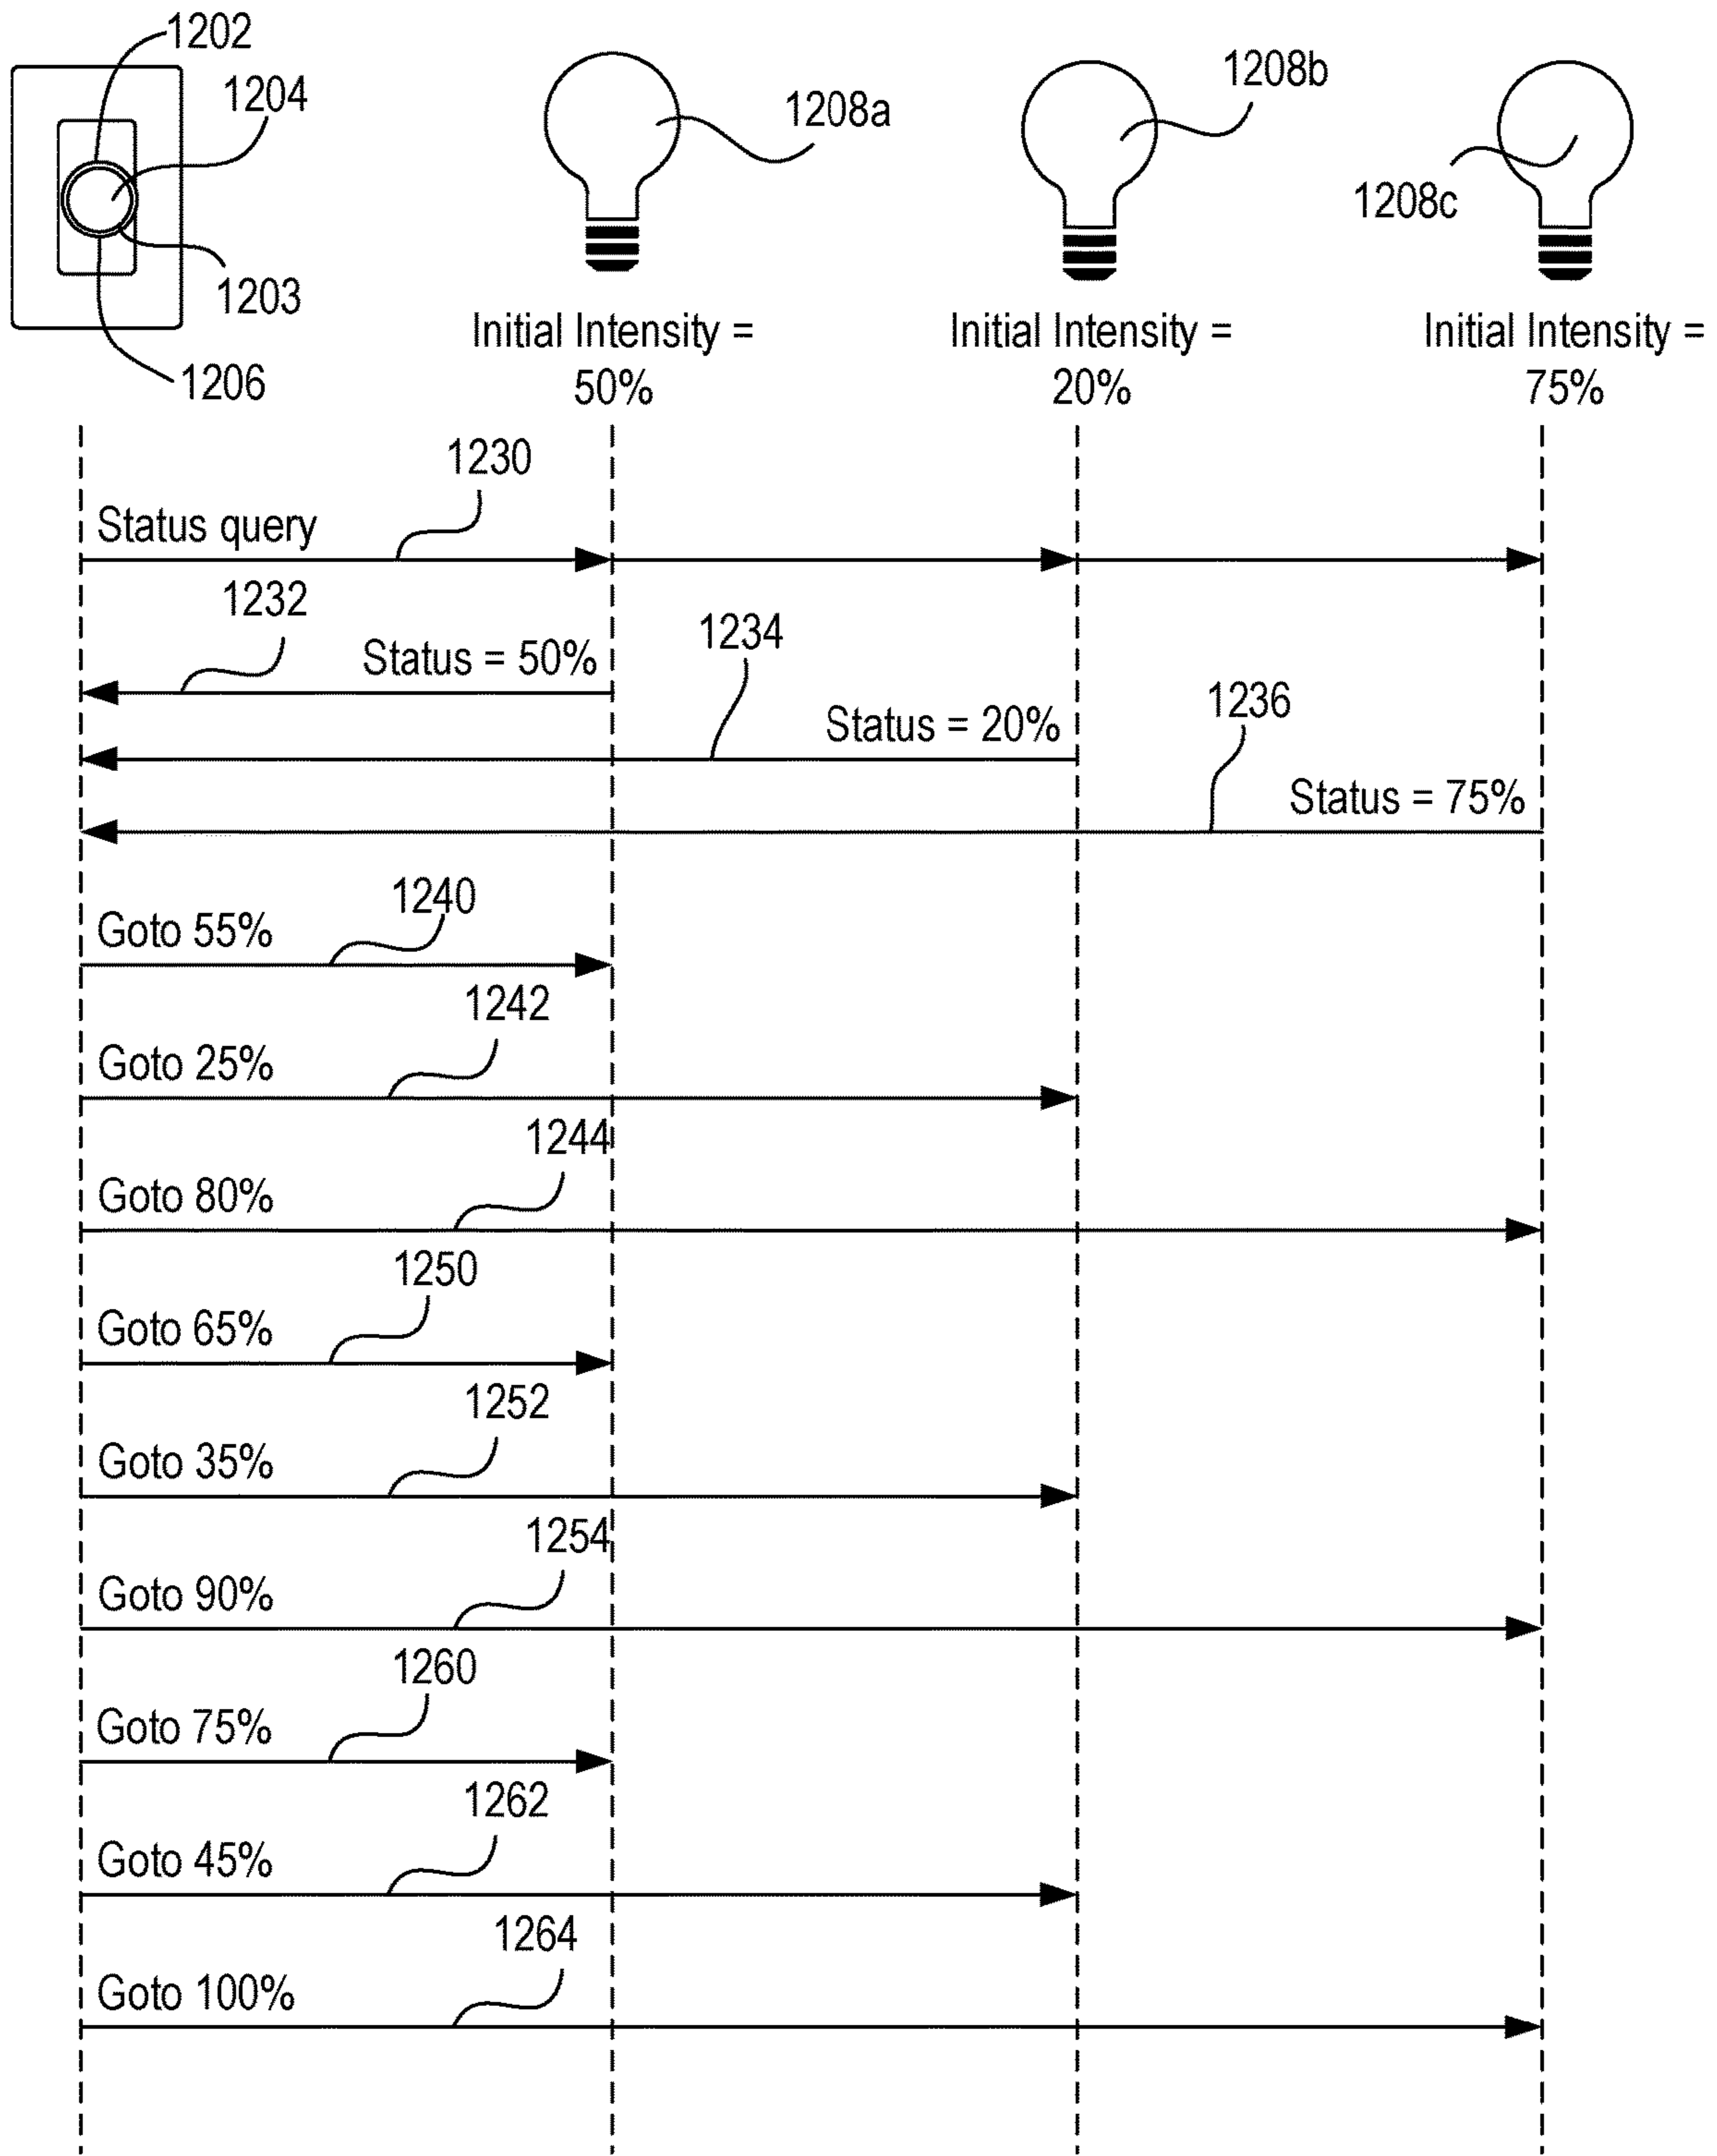 1202
1204
1203
1206
1208a
1208b
1208c
Initial Intensity =
50%
Initial Intensity =
20%
Initial Intensity =
75%
1230
Status query
1232
Status = 50%
1234
Status = 20%
1236
Status = 75%
1240
Goto 55%
1242
Goto 25%
1244
Goto 80%
1250
Goto 65%
1252
Goto 35%
1254
Goto 90%
1260
Goto 75%
1262
Goto 45%
1264
Goto 100%